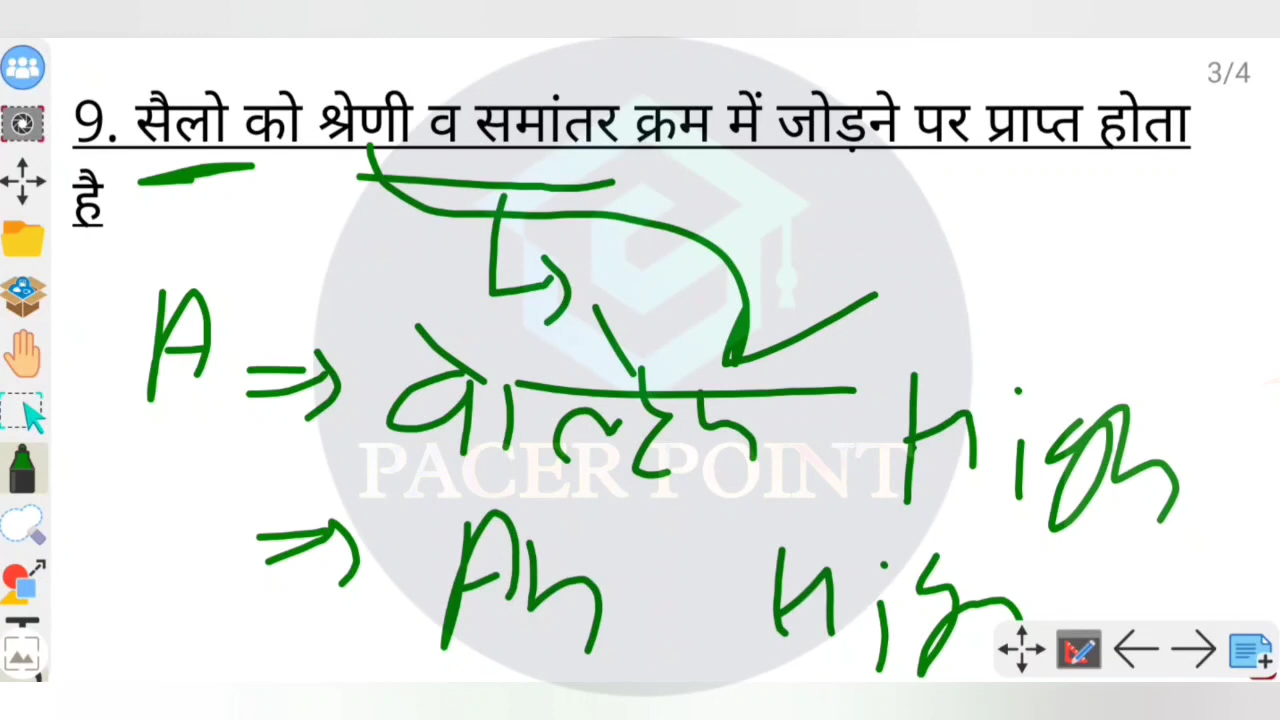 3/4
9. सैलो को श्रेणी व समांतर क्रम में जोड़ने पर प्राप्त होता
है
A ⇒ वोल्टेज High
PACER POINT
⇒ Ah High